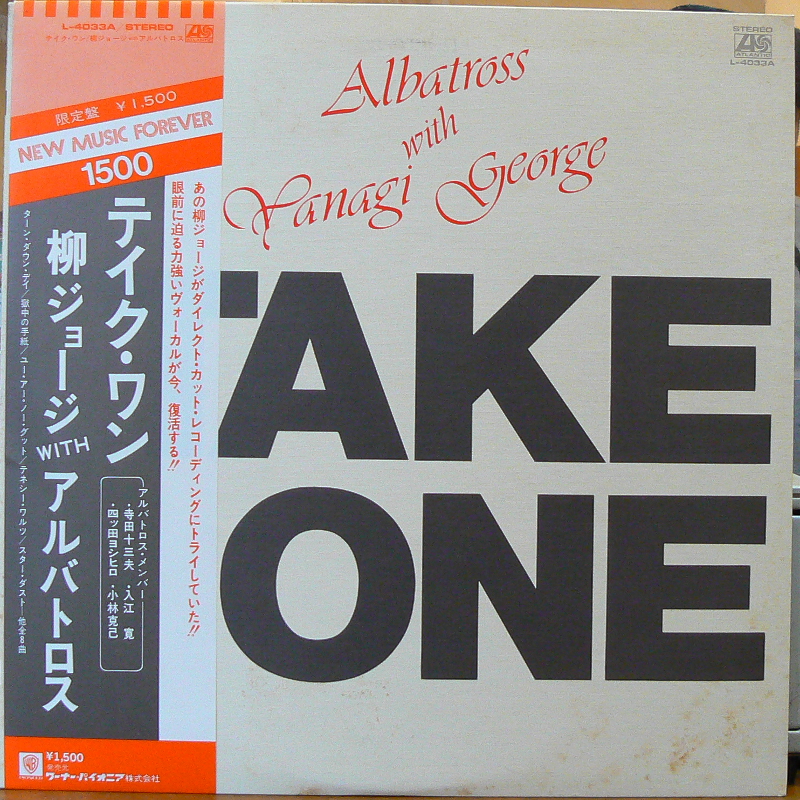 L-4033A/STEREO
テイク・ワン/柳ジョージwithアルバトロス
限定盤 ¥1,500
NEW MUSIC FOREVER
1500
あの柳ジョージがダイレクト・カット・レコーディングにトライしていた!!
眼前に迫る力強いヴォーカルが今、復活する!!
テイク・ワン
アルバトロス・メンバー
・寺田十三夫 ・入江 寛
・四ッ田ヨシヒロ ・小林克己
柳ジョージ WITH アルバトロス
ターン・ダウン・デイ/獄中の手紙/ユー・アー・ノー・グット/テネシー・ワルツ/スター・ダスト—他全8曲
¥1,500
発売元
ワーナー・パイオニア株式会社
STEREO
ATLANTIC
L-4033A
Albatross
with
Yanagi George
TAKE
ONE